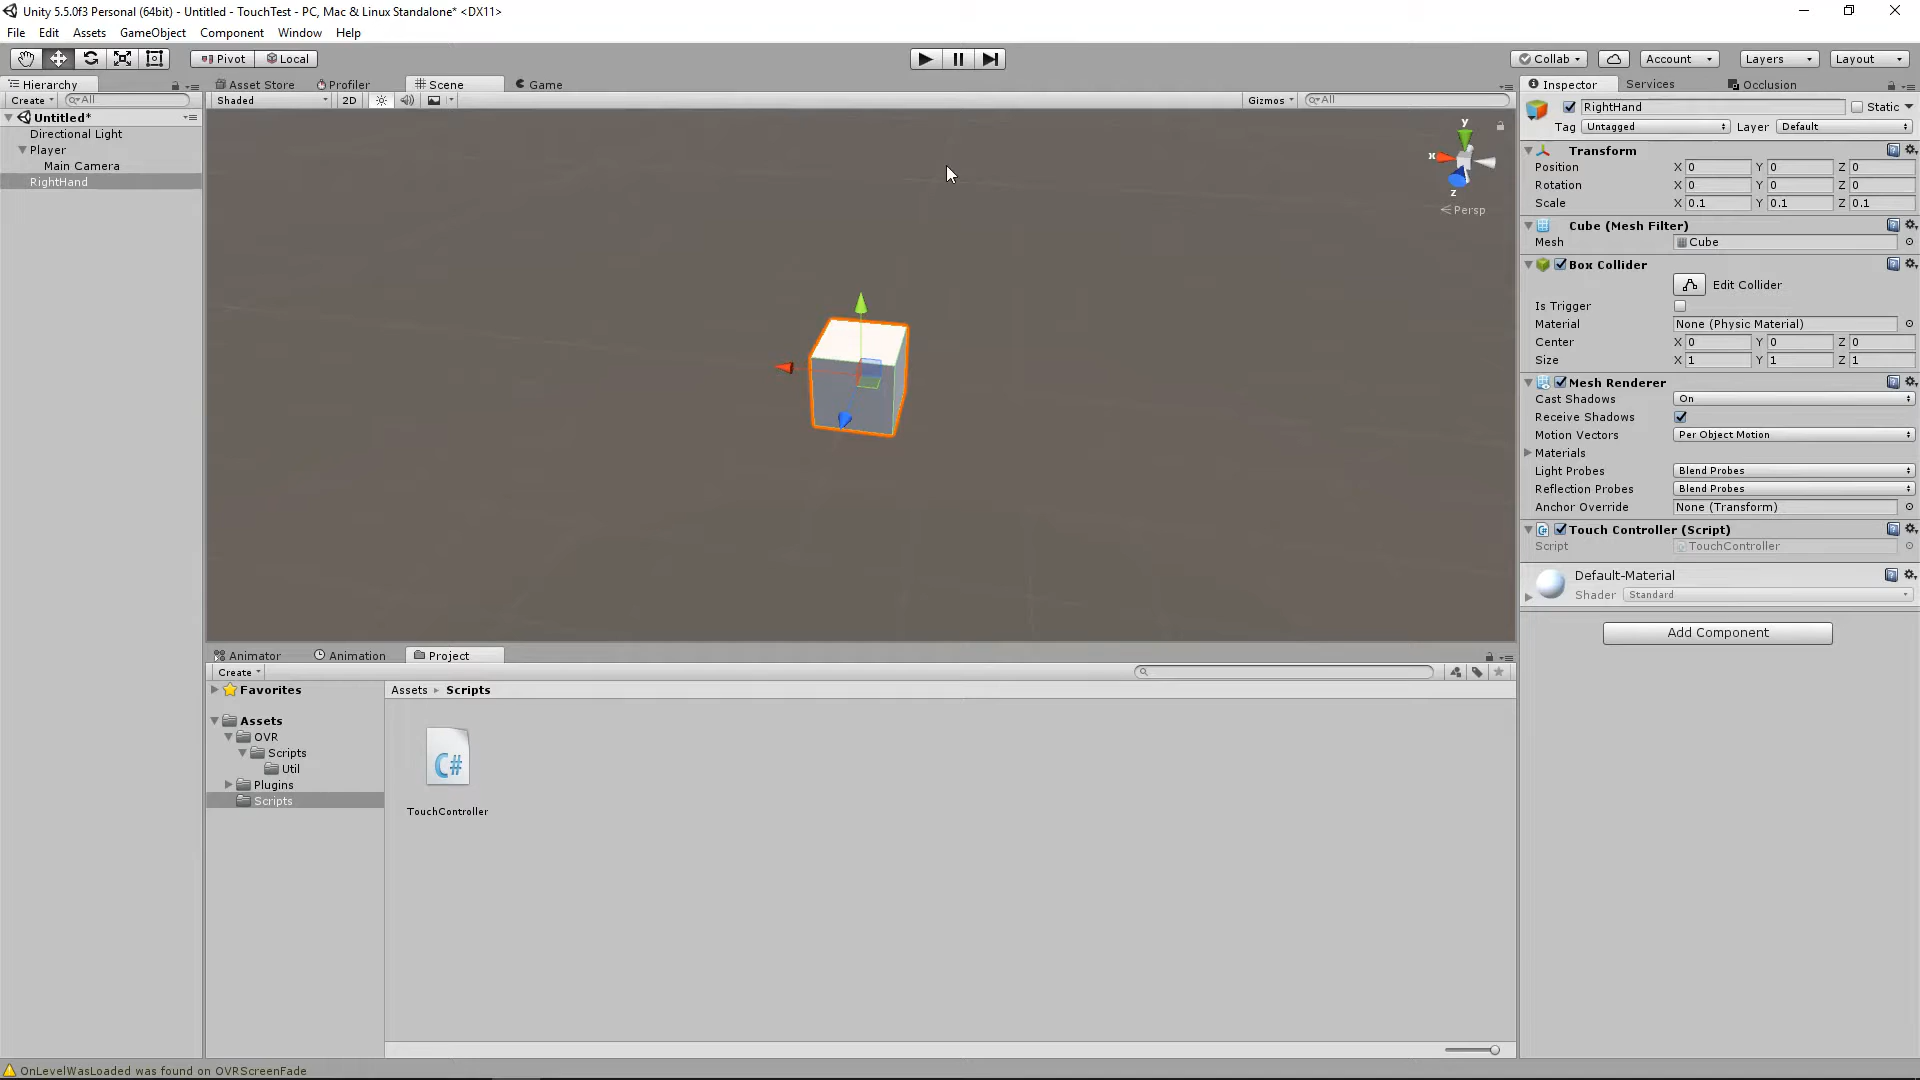 Unity 5.5.0f3 Personal (64bit) - Untitled - TouchTest - PC, Mac & Linux Standalone* <DX11>
File Edit Assets GameObject Component Window Help
Pivot Local Collab Account Layers Layout
Hierarchy
Create All
Untitled*
Directional Light
Player
Main Camera
RightHand
Asset Store Profiler Scene Game
Shaded 2D Gizmos All
y
x
z
Persp
Animator Animation Project
Create
Favorites
Assets
OVR
Scripts
Util
Plugins
Scripts
Assets Scripts
C#
TouchController
Inspector Services Occlusion
RightHand Static
Tag Untagged Layer Default
Transform
Position X 0 Y 0 Z 0
Rotation X 0 Y 0 Z 0
Scale X 0.1 Y 0.1 Z 0.1
Cube (Mesh Filter)
Mesh Cube
Box Collider
Edit Collider
Is Trigger
Material None (Physic Material)
Center X 0 Y 0 Z 0
Size X 1 Y 1 Z 1
Mesh Renderer
Cast Shadows On
Receive Shadows
Motion Vectors Per Object Motion
Materials
Light Probes Blend Probes
Reflection Probes Blend Probes
Anchor Override None (Transform)
Touch Controller (Script)
Script TouchController
Default-Material
Shader Standard
Add Component
OnLevelWasLoaded was found on OVRScreenFade